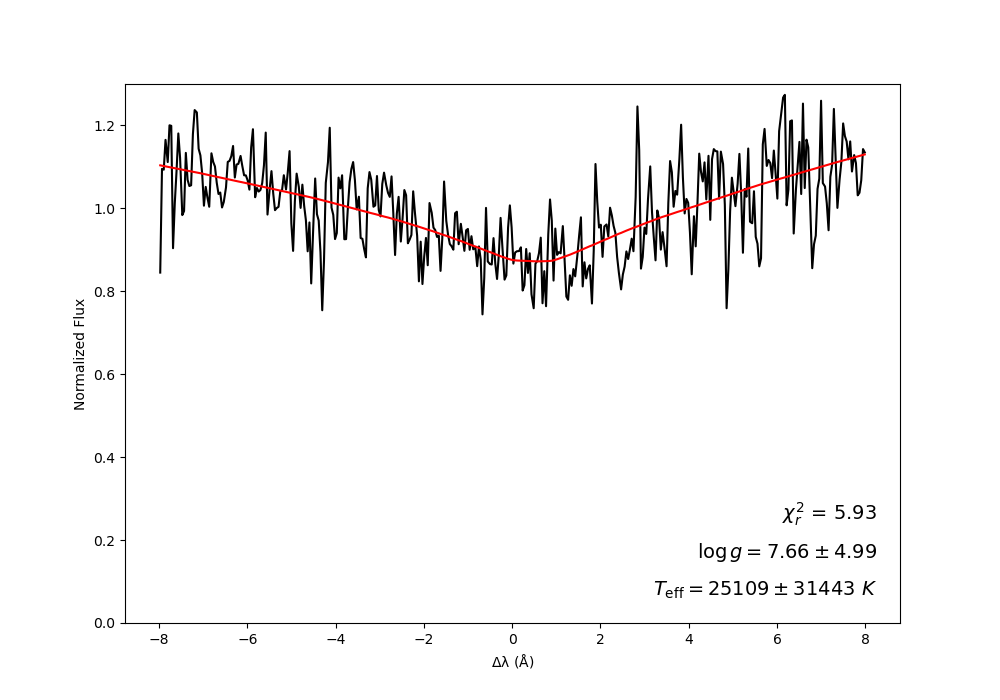 1.2
1.0
0.8
0.6
0.4
0.2
0.0
Normalized Flux
χ²ᵣ = 5.93
log g = 7.66 ± 4.99
T_eff = 25109 ± 31443 K
−8 −6 −4 −2 0 2 4 6 8
Δλ (Å)